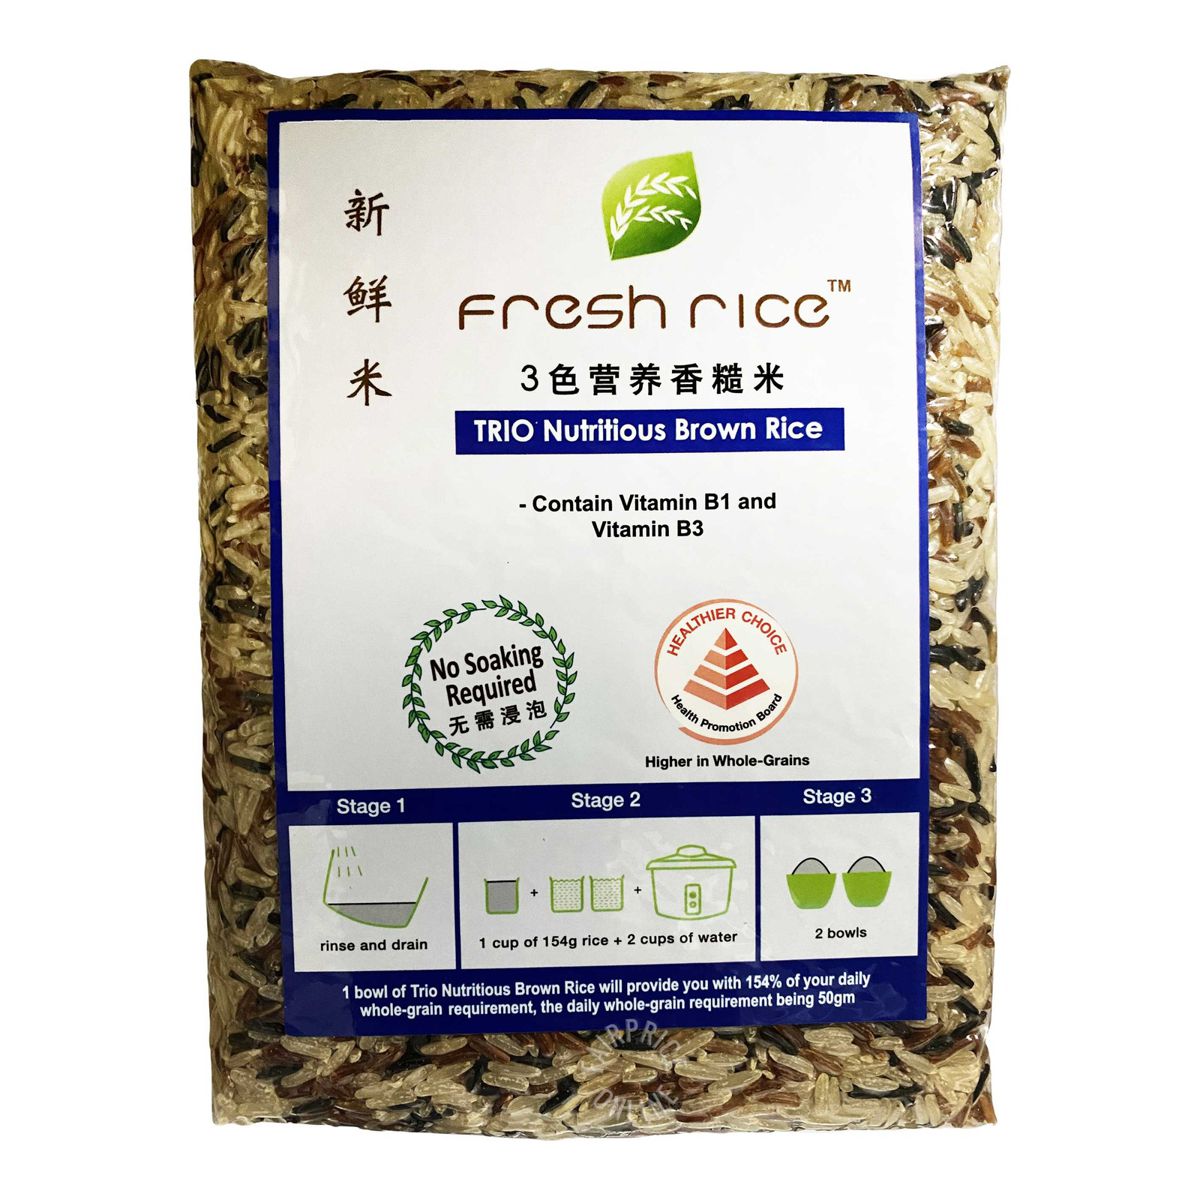 新鲜米
Fresh rice™
3色营养香糙米
TRIO Nutritious Brown Rice
- Contain Vitamin B1 and
Vitamin B3
No Soaking
Required
无需浸泡
HEALTHIER CHOICE
Health Promotion Board
Higher in Whole-Grains
Stage 1
Stage 2
Stage 3
rinse and drain
+
+
1 cup of 154g rice + 2 cups of water
2 bowls
1 bowl of Trio Nutritious Brown Rice will provide you with 154% of your daily
whole-grain requirement, the daily whole-grain requirement being 50gm
FAIRPRICE
ONLINE